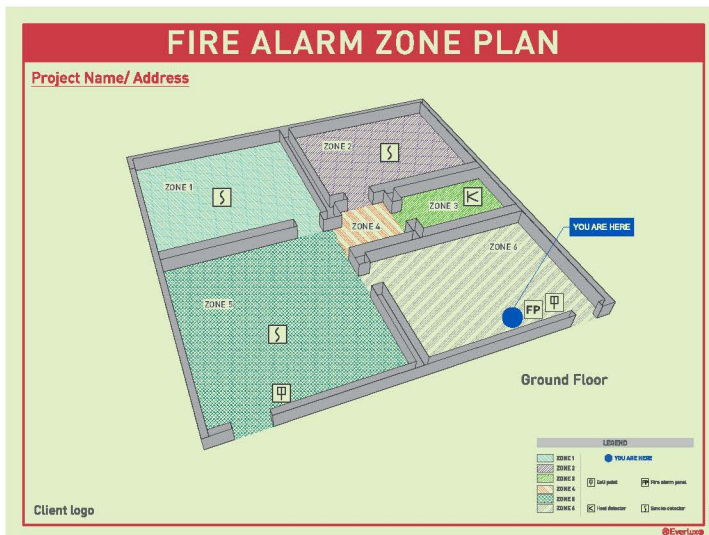 FIRE ALARM ZONE PLAN
Project Name/ Address
ZONE 2
ZONE 1
ZONE 3
ZONE 4
YOU ARE HERE
ZONE 6
ZONE 5
FP
Ground Floor
LEGEND
ZONE 1
YOU ARE HERE
ZONE 2
ZONE 3
Call point
FP Fire alarm panel
ZONE 4
ZONE 5
ZONE 6
Heat detector
Smoke detector
Client logo
Everlux